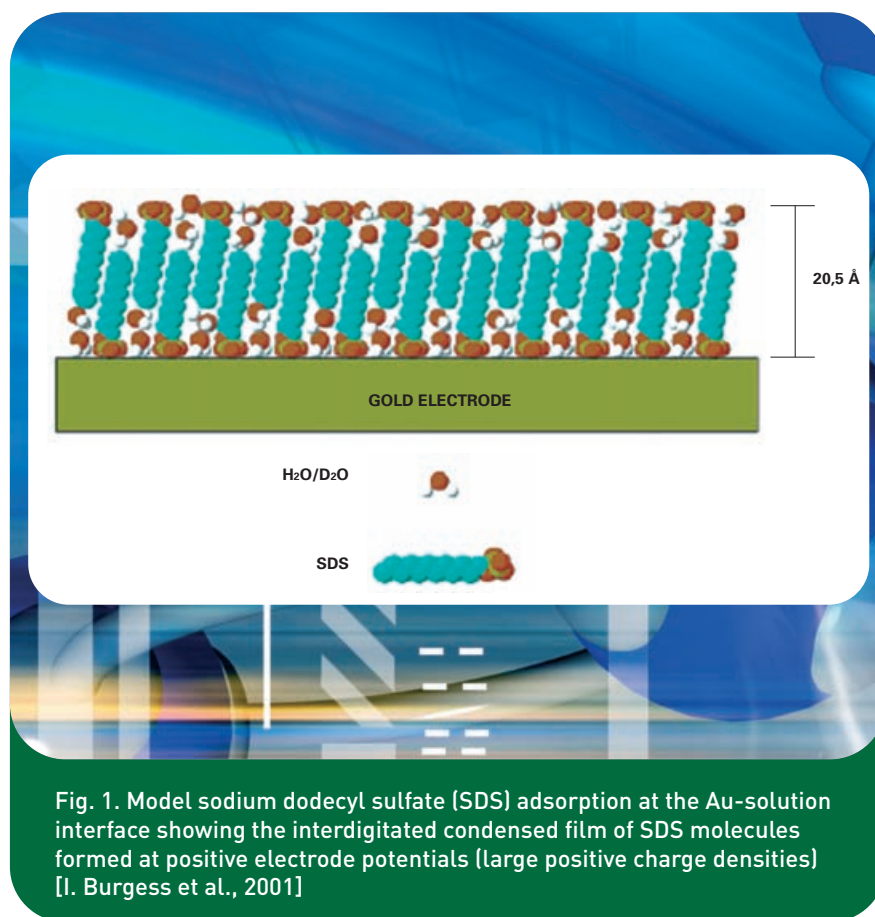 20,5 Å
GOLD ELECTRODE
H2O/D2O
SDS
Fig. 1. Model sodium dodecyl sulfate (SDS) adsorption at the Au-solution
interface showing the interdigitated condensed film of SDS molecules
formed at positive electrode potentials (large positive charge densities)
[I. Burgess et al., 2001]